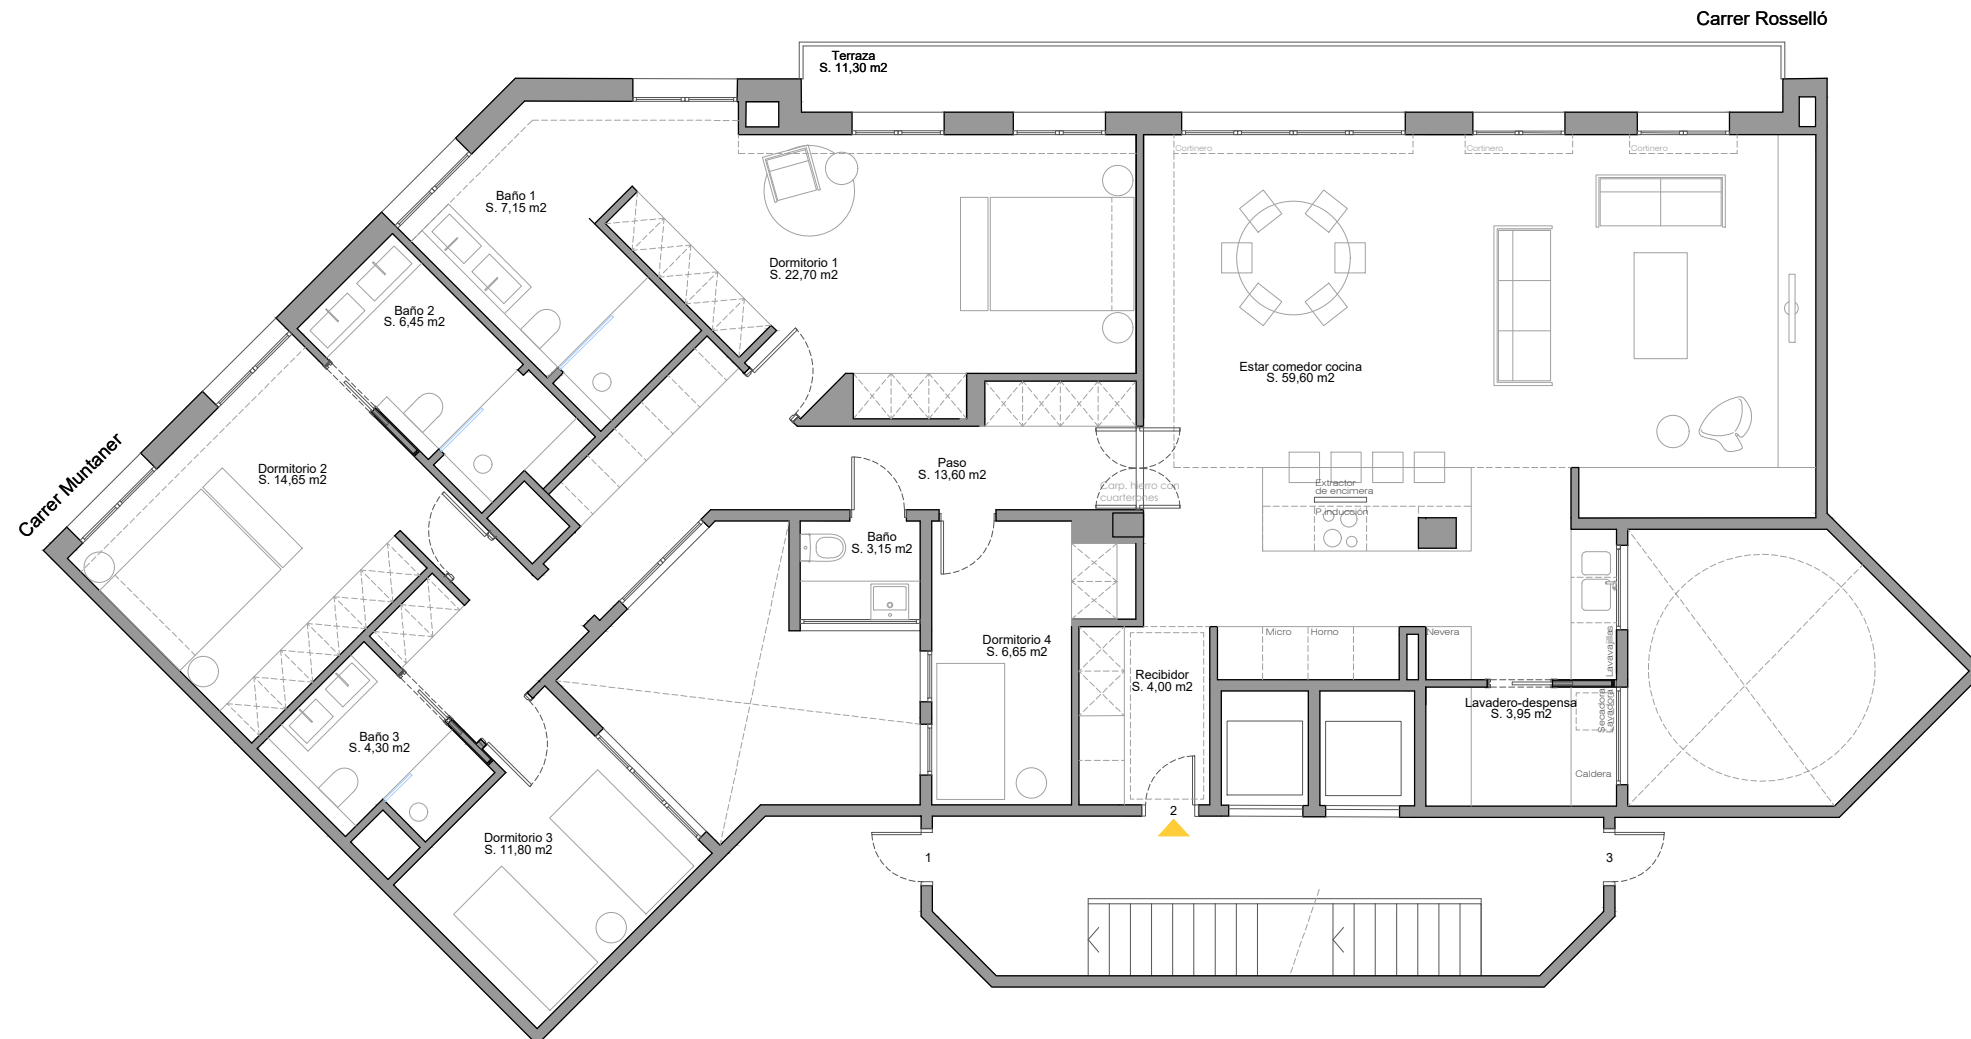 Carrer Rosselló
Terraza
S. 11,30 m2
Cortinero
Cortinero
Cortinero
Baño 1
S. 7,15 m2
Dormitorio 1
S. 22,70 m2
Baño 2
S. 6,45 m2
Estar comedor cocina
S. 59,60 m2
Carrer Muntaner
Dormitorio 2
S. 14,65 m2
Paso
S. 13,60 m2
Carp. hierro con
cuarterones
Extractor
de encimera
P.inducción
Baño
S. 3,15 m2
Dormitorio 4
S. 6,65 m2
Micro
Horno
Nevera
Lavavajillas
Recibidor
S. 4,00 m2
Lavadero-despensa
S. 3,95 m2
Secadora
Lavadora
Caldera
Baño 3
S. 4,30 m2
Dormitorio 3
S. 11,80 m2
2
1
3